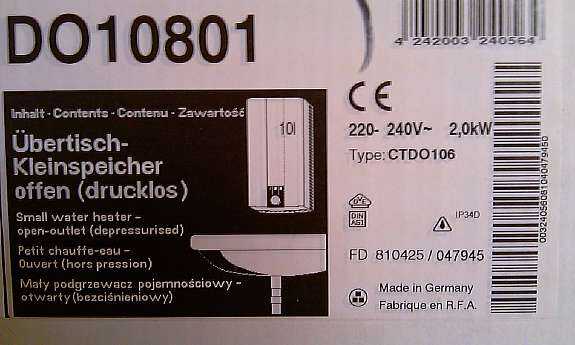 DO10801
4 242003 240564
Inhalt - Contents - Contenu - Zawartość
10l
Übertisch-
Kleinspeicher
offen (drucklos)
Small water heater -
open-outlet (depressurised)
Petit chauffe-eau -
Ouvert (hors pression)
Mały podgrzewacz pojemnościowy -
otwarty (bezciśnieniowy)
CE
220- 240V~ 2,0kW
Type: CTDO106
DIN
IP34D
FD 810425 / 047945
Made in Germany
Fabrique en R.F.A.